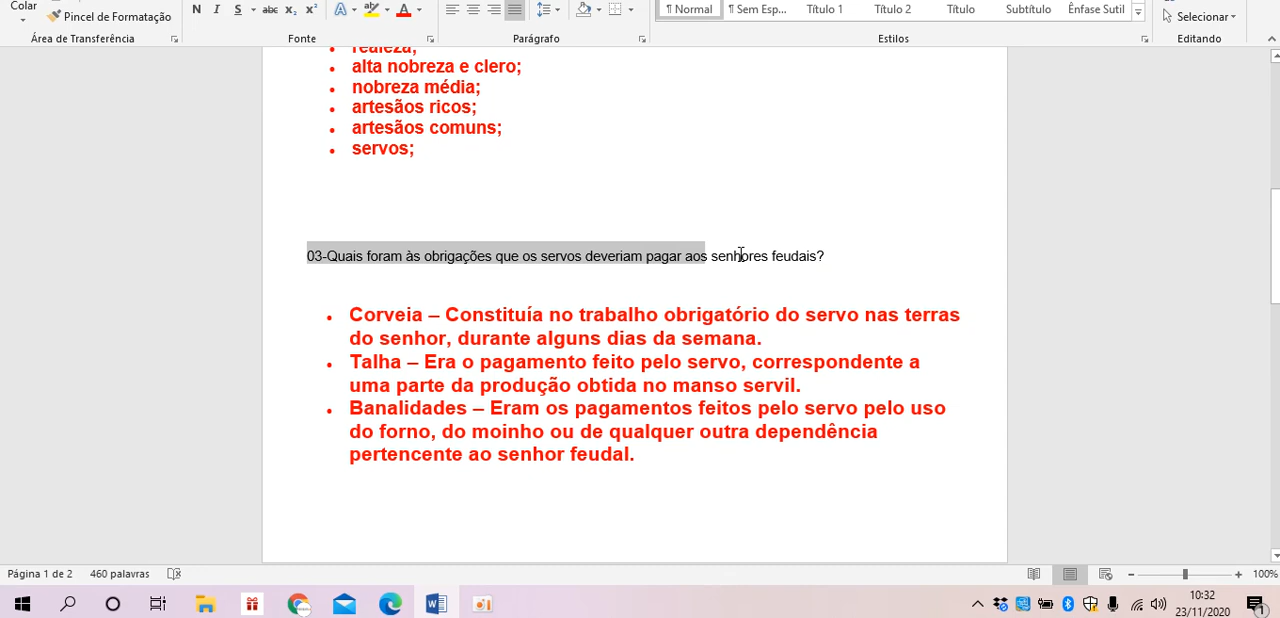 Colar
Pincel de Formatação
N I S abc x₂ x² A aby A
¶ Normal ¶ Sem Esp... Título 1 Título 2 Título Subtítulo Ênfase Sutil
Selecionar
Área de Transferência Fonte Parágrafo Estilos Editando
realeza;
alta nobreza e clero;
nobreza média;
artesãos ricos;
artesãos comuns;
servos;
03-Quais foram às obrigações que os servos deveriam pagar aos senhores feudais?
Corveia – Constituía no trabalho obrigatório do servo nas terras
do senhor, durante alguns dias da semana.
Talha – Era o pagamento feito pelo servo, correspondente a
uma parte da produção obtida no manso servil.
Banalidades – Eram os pagamentos feitos pelo servo pelo uso
do forno, do moinho ou de qualquer outra dependência
pertencente ao senhor feudal.
Página 1 de 2 460 palavras 100%
10:32
23/11/2020